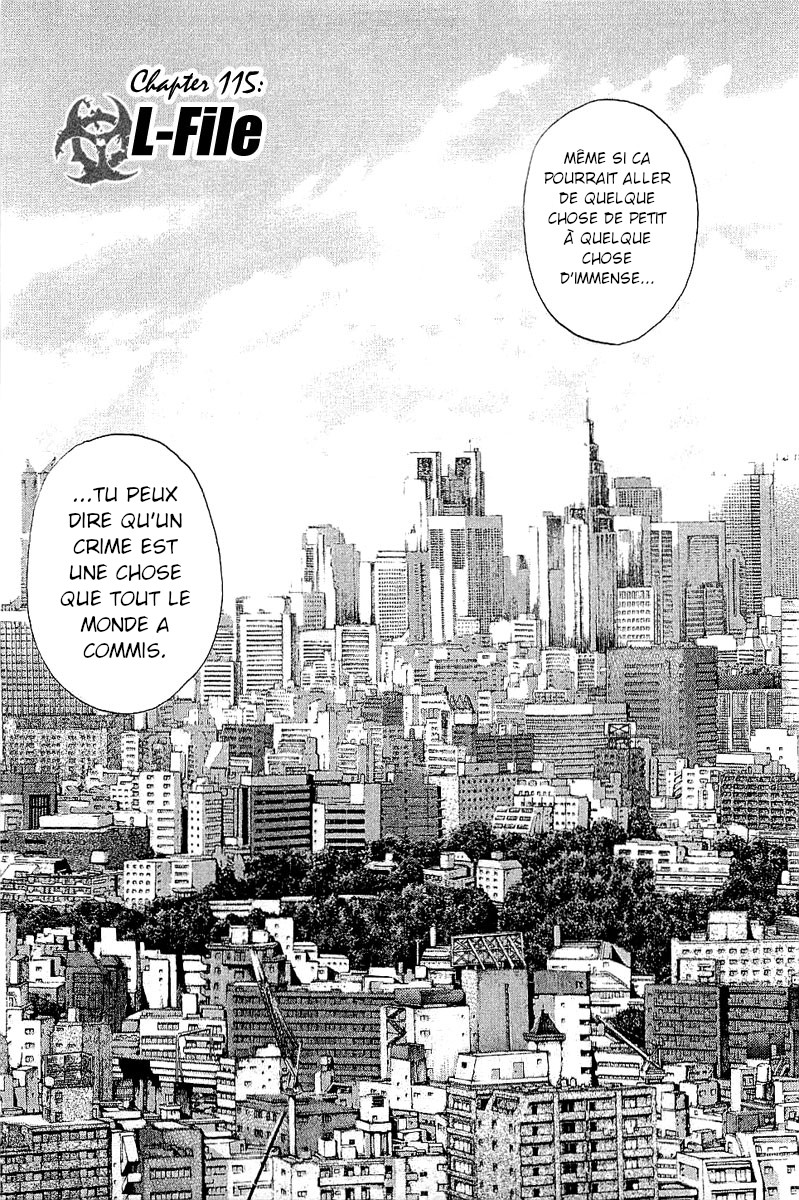 Chapter 115:
L-File
MÊME SI CA
POURRAIT ALLER
DE QUELQUE
CHOSE DE PETIT
À QUELQUE
CHOSE
D'IMMENSE...
...TU PEUX
DIRE QU'UN
CRIME EST
UNE CHOSE
QUE TOUT LE
MONDE A
COMMIS.